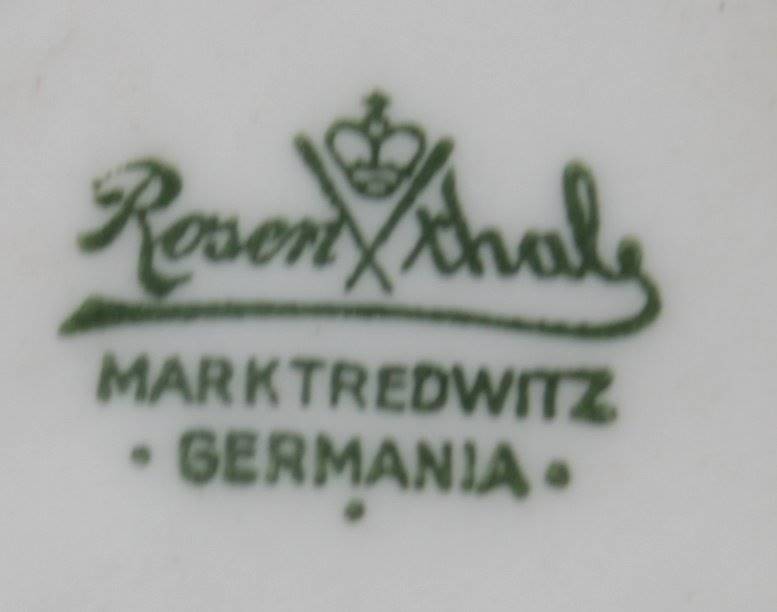 Rosenthal
MARKTREDWITZ
· GERMANIA ·